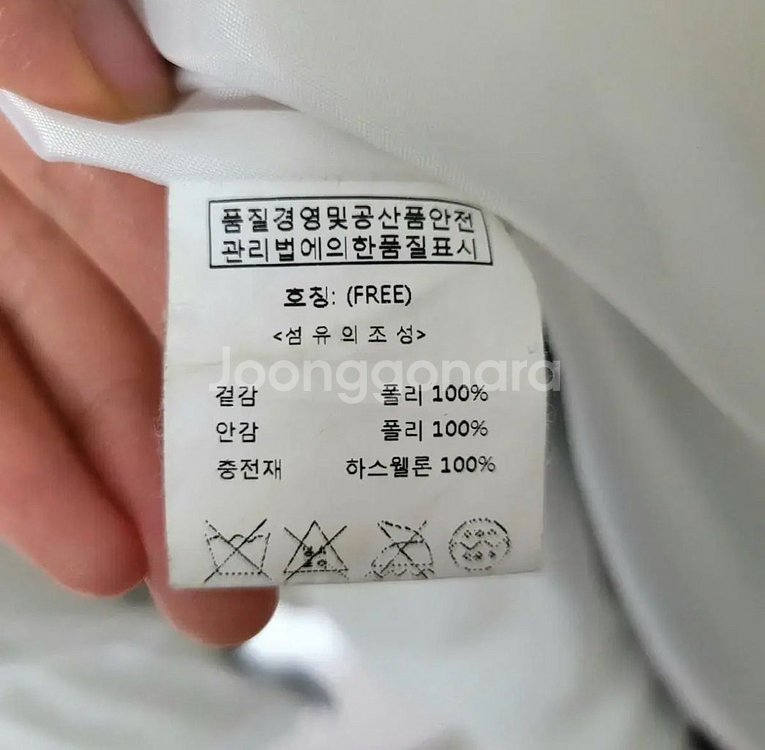 품질경영및공산품안전
관리법에의한품질표시
호칭: (FREE)
<섬 유 의 조 성>
Joonggonara
겉감 폴리 100%
안감 폴리 100%
충전재 하스웰론 100%